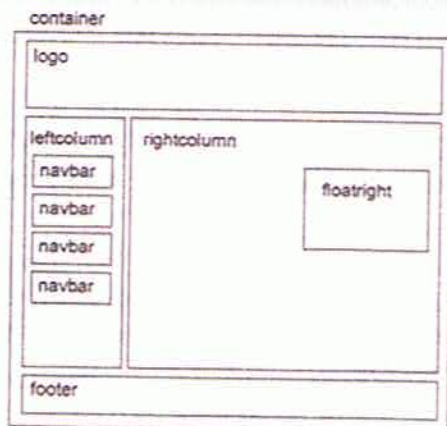 container
logo
leftcolumn
rightcolumn
navbar
navbar
navbar
navbar
floatright
footer